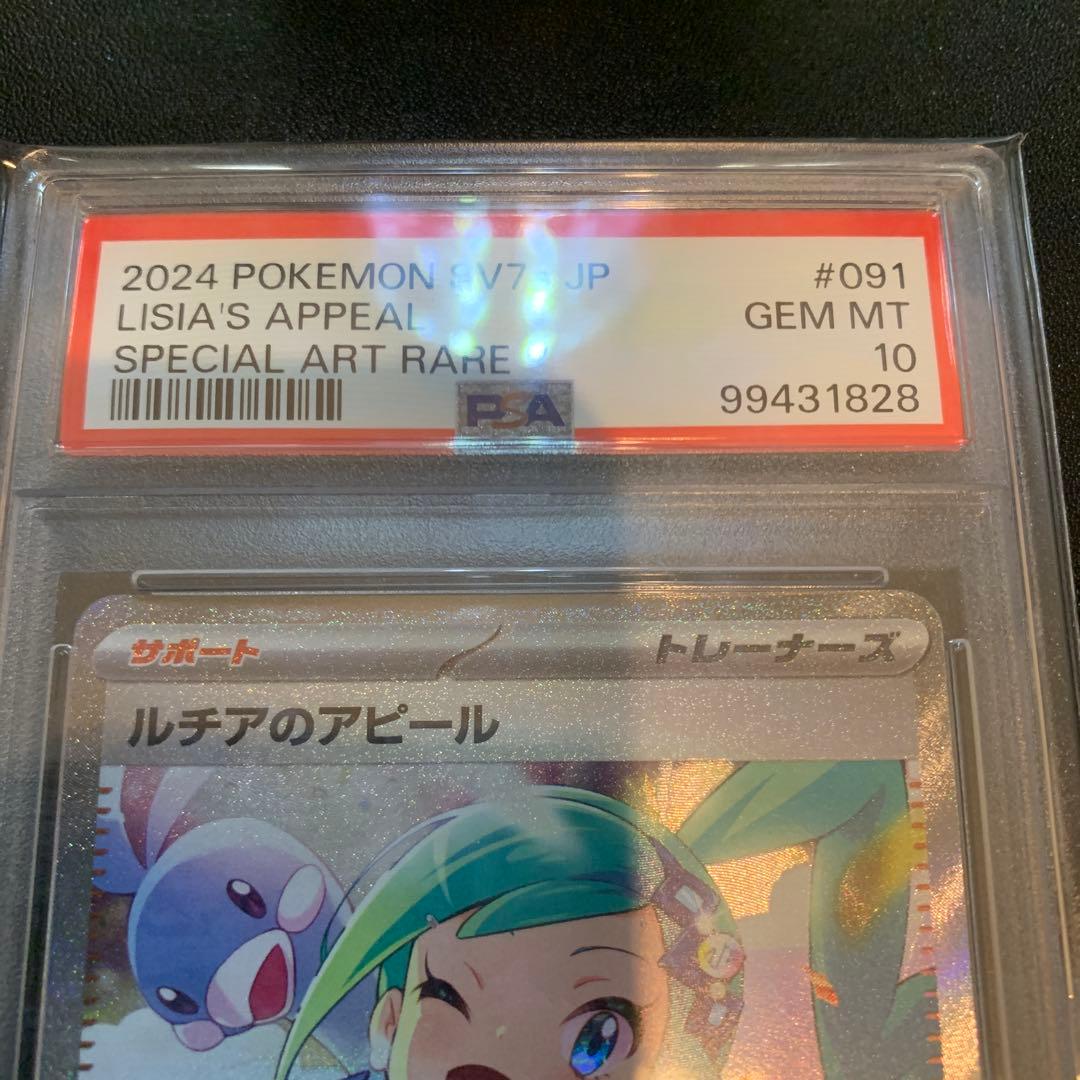 2024 POKEMON SV7a JP #091
LISIA'S APPEAL GEM MT
SPECIAL ART RARE 10
PSA 99431828
サポート トレーナーズ
ルチアのアピール